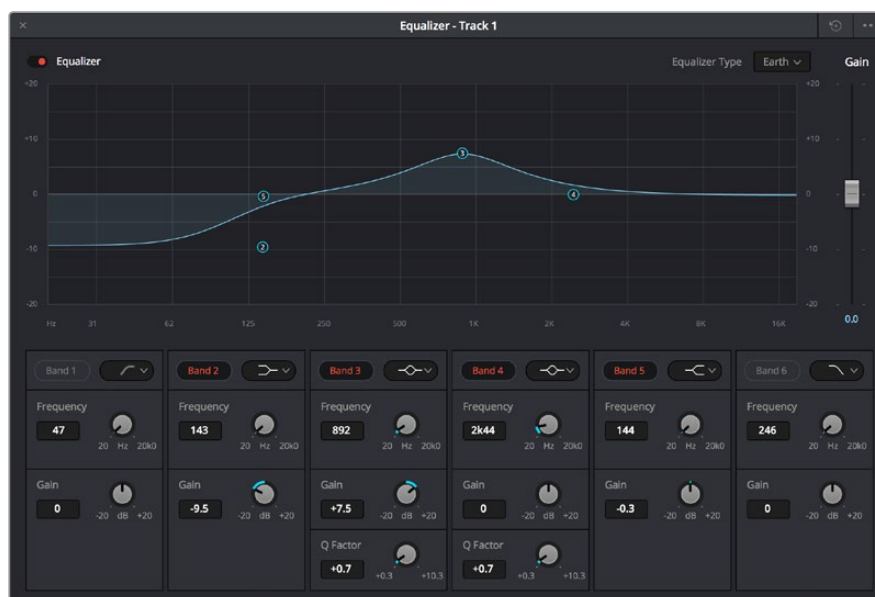 Equalizer - Track 1
Equalizer
Equalizer Type Earth Gain
+20 +20
+10 +10
0 0
-10 -10
-20 -20
Hz 31 62 125 250 500 1K 2K 4K 8K 16K 0.0
5 3 4
2
Band 1 Band 2 Band 3 Band 4 Band 5 Band 6
Frequency Frequency Frequency Frequency Frequency Frequency
47 143 892 2k44 144 246
20 Hz 20k0 20 Hz 20k0 20 Hz 20k0 20 Hz 20k0 20 Hz 20k0 20 Hz 20k0
Gain Gain Gain Gain Gain Gain
0 -9.5 +7.5 0 -0.3 0
-20 dB +20 -20 dB +20 -20 dB +20 -20 dB +20 -20 dB +20 -20 dB +20
Q Factor Q Factor
+0.7 +0.7
+0.3 +10.3 +0.3 +10.3